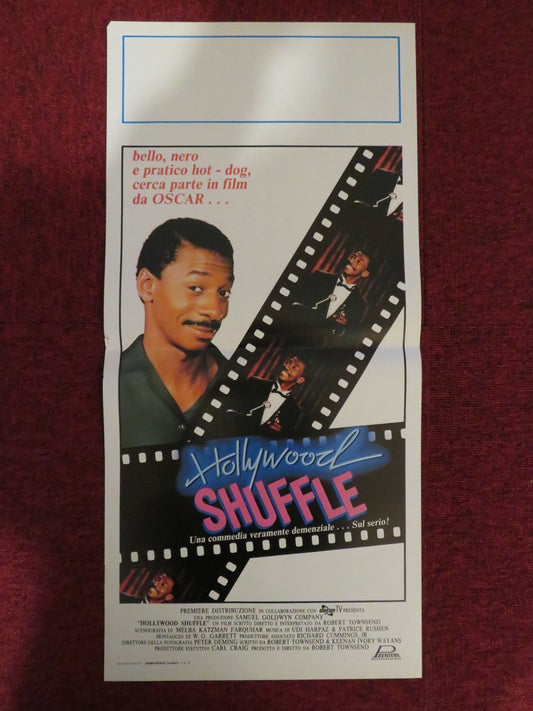 bello, nero
e pratico hot - dog,
cerca parte in film
da OSCAR . . .
Hollywood
SHUFFLE
Una commedia veramente demenziale . . . Sul serio!
PREMIERE DISTRIBUZIONE IN COLLABORAZIONE CON TV PRESENTA
UNA PRODUZIONE SAMUEL GOLDWYN COMPANY
"HOLLYWOOD SHUFFLE" UN FILM SCRITTO DIRETTO E INTERPRETATO DA ROBERT TOWNSEND
SCENOGRAFIA DI MELBA KATZMAN FARQUHAR MUSICA DI UDI HARPAZ & PATRICE RUSHEN
MONTAGGIO DI W. O. GARRETT PRODUTTORE ASSOCIATO RICHARD CUMMINGS, JR
DIRETTORE DELLA FOTOGRAFIA PETER DEMING SCRITTO DA ROBERT TOWNSEND & KEENAN IVORY WAYANS
PRODUTTORE ESECUTIVO CARL CRAIG PRODOTTO E DIRETTO DA ROBERT TOWNSEND